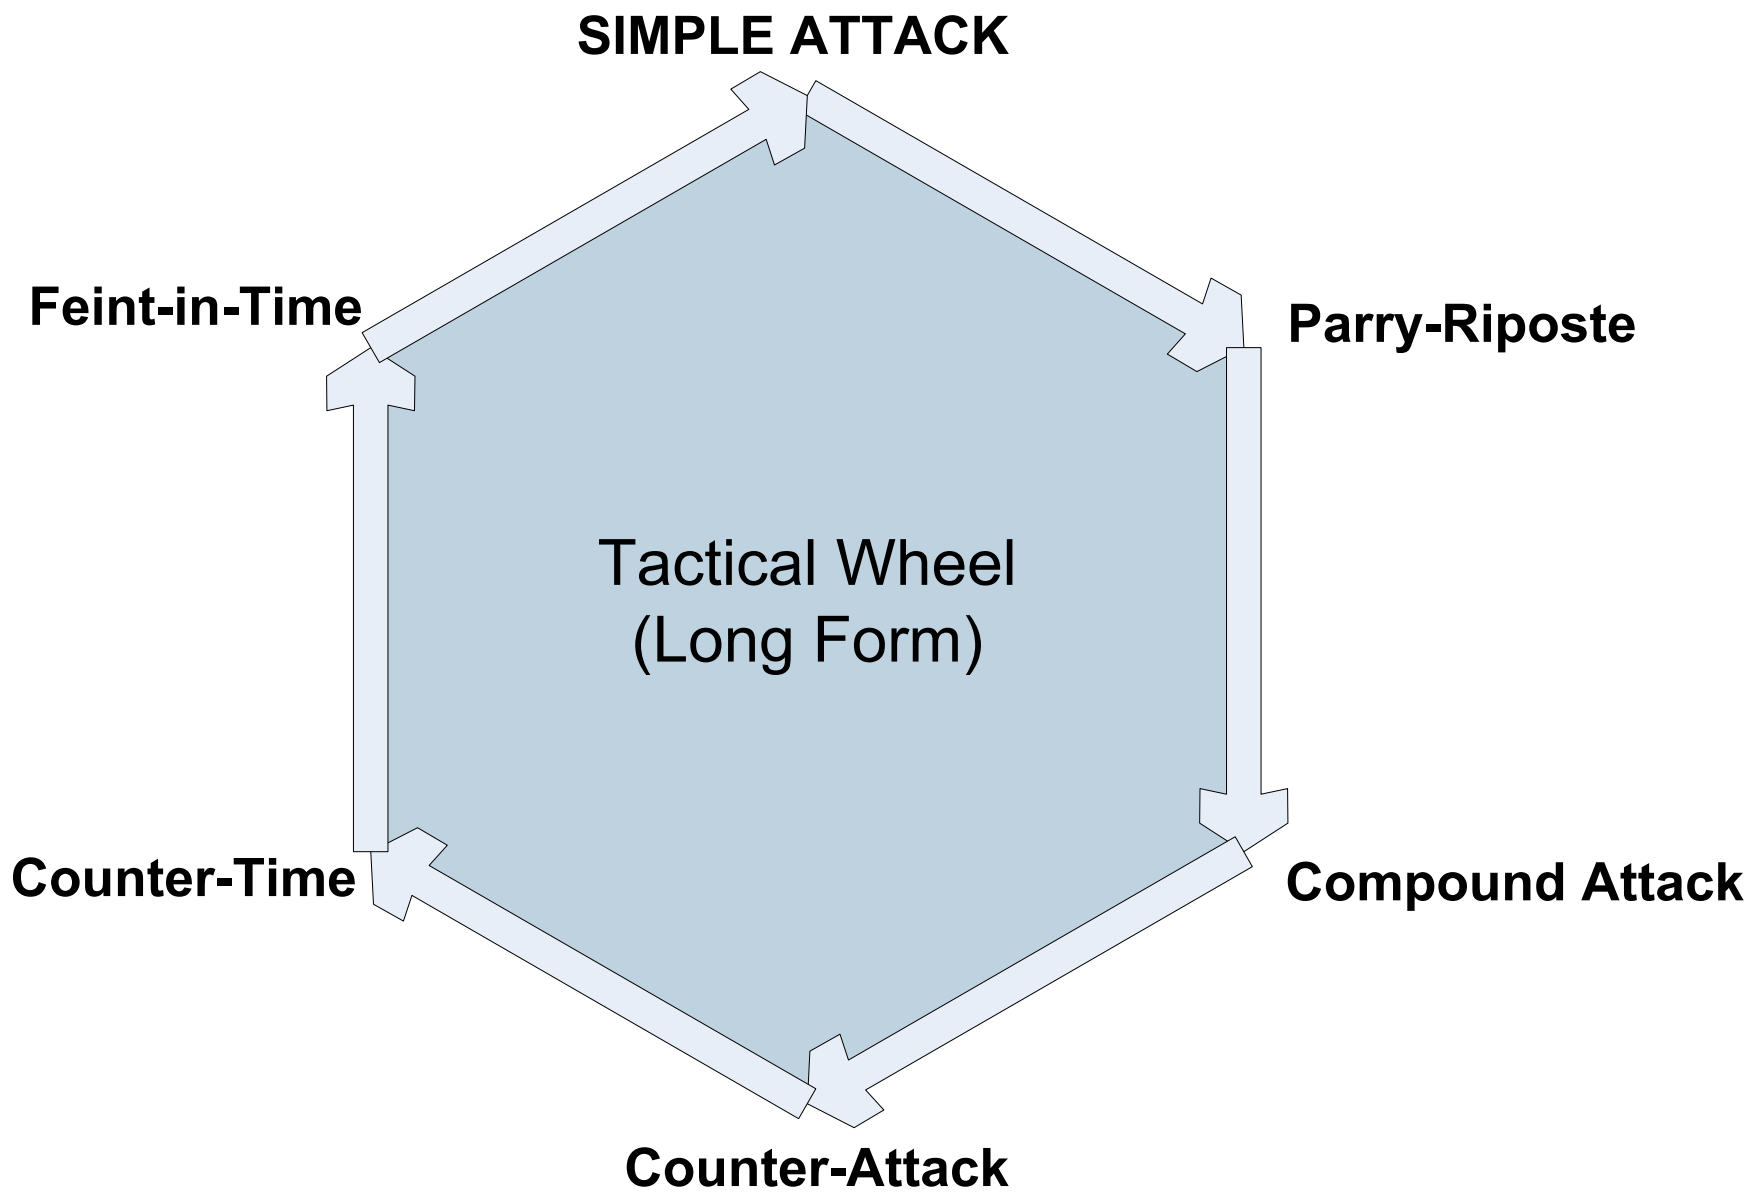 SIMPLE ATTACK
Feint-in-Time
Parry-Riposte
Tactical Wheel
(Long Form)
Counter-Time
Compound Attack
Counter-Attack